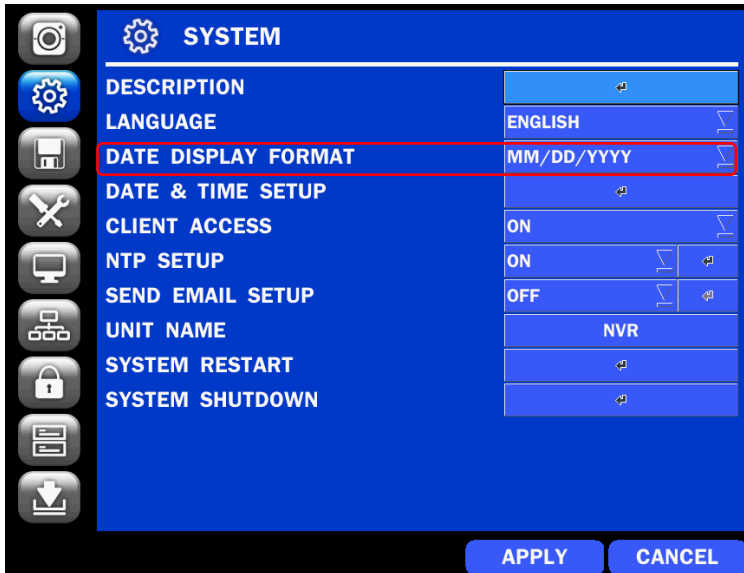 SYSTEM
DESCRIPTION
LANGUAGE ENGLISH
DATE DISPLAY FORMAT MM/DD/YYYY
DATE & TIME SETUP
CLIENT ACCESS ON
NTP SETUP ON
SEND EMAIL SETUP OFF
UNIT NAME NVR
SYSTEM RESTART
SYSTEM SHUTDOWN
APPLY CANCEL